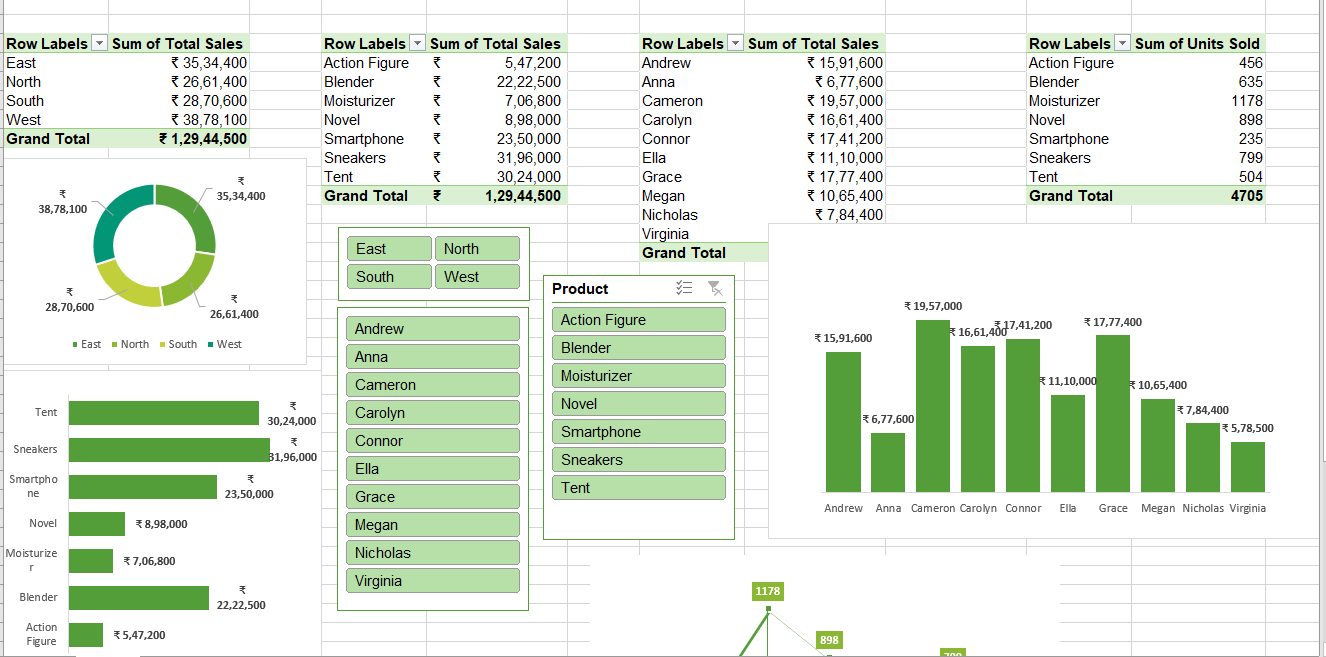 Row Labels Sum of Total Sales
East ₹ 35,34,400
North ₹ 26,61,400
South ₹ 28,70,600
West ₹ 38,78,100
Grand Total ₹ 1,29,44,500
Row Labels Sum of Total Sales
Action Figure ₹ 5,47,200
Blender ₹ 22,22,500
Moisturizer ₹ 7,06,800
Novel ₹ 8,98,000
Smartphone ₹ 23,50,000
Sneakers ₹ 31,96,000
Tent ₹ 30,24,000
Grand Total ₹ 1,29,44,500
Row Labels Sum of Total Sales
Andrew ₹ 15,91,600
Anna ₹ 6,77,600
Cameron ₹ 19,57,000
Carolyn ₹ 16,61,400
Connor ₹ 17,41,200
Ella ₹ 11,10,000
Grace ₹ 17,77,400
Megan ₹ 10,65,400
Nicholas ₹ 7,84,400
Virginia
Grand Total
Row Labels Sum of Units Sold
Action Figure 456
Blender 635
Moisturizer 1178
Novel 898
Smartphone 235
Sneakers 799
Tent 504
Grand Total 4705
₹
35,34,400
₹
38,78,100
₹
28,70,600
₹
26,61,400
East North South West
East North
South West
Andrew
Anna
Cameron
Carolyn
Connor
Ella
Grace
Megan
Nicholas
Virginia
Product
Action Figure
Blender
Moisturizer
Novel
Smartphone
Sneakers
Tent
₹ 15,91,600
₹ 6,77,600
₹ 19,57,000
₹ 16,61,400
₹ 17,41,200
₹ 11,10,000
₹ 17,77,400
₹ 10,65,400
₹ 7,84,400
₹ 5,78,500
Andrew Anna Cameron Carolyn Connor Ella Grace Megan Nicholas Virginia
Tent
₹
30,24,000
Sneakers
₹
31,96,000
Smartpho
ne
₹
23,50,000
Novel
₹ 8,98,000
Moisturize
r
₹ 7,06,800
Blender
₹
22,22,500
Action
Figure
₹ 5,47,200
1178
898
799